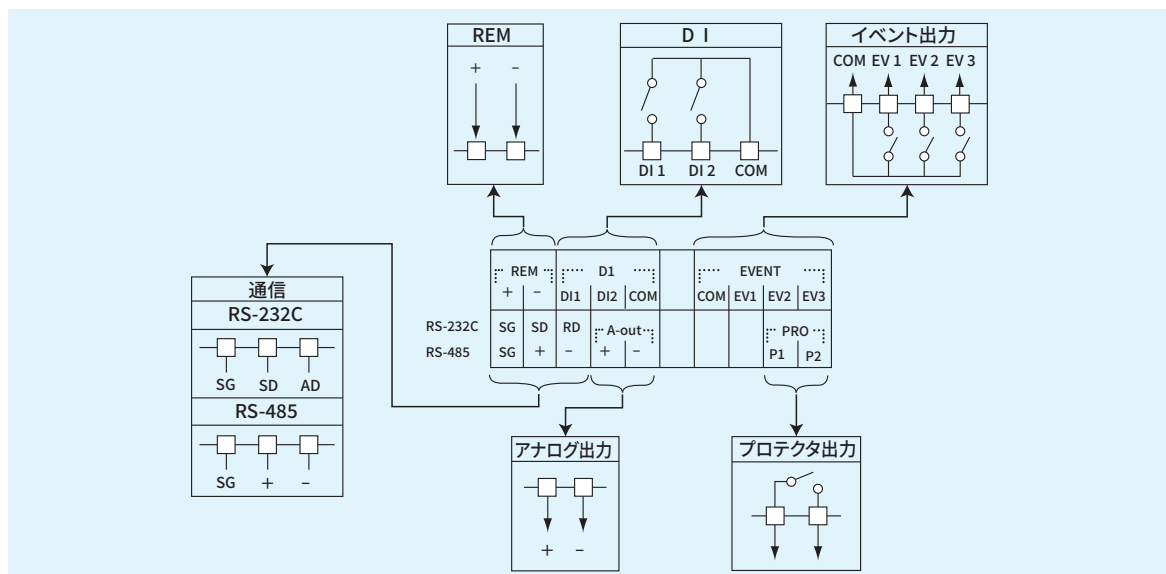 REM
+ −
D I
DI 1 DI 2 COM
イベント出力
COM EV 1 EV 2 EV 3
通信
RS-232C
SG SD AD
RS-485
SG + −
REM D1 EVENT
+ − DI1 DI2 COM COM EV1 EV2 EV3
RS-232C SG SD RD A-out PRO
RS-485 SG + − + − P1 P2
アナログ出力
+ −
プロテクタ出力